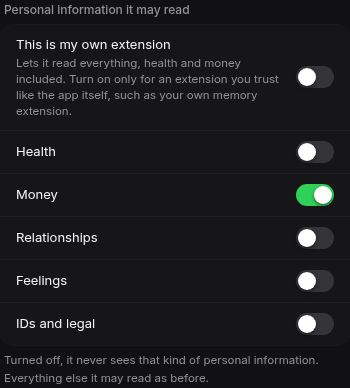 Personal information it may read
This is my own extension
Lets it read everything, health and money
included. Turn on only for an extension you trust
like the app itself, such as your own memory
extension.
Health
Money
Relationships
Feelings
IDs and legal
Turned off, it never sees that kind of personal information.
Everything else it may read as before.